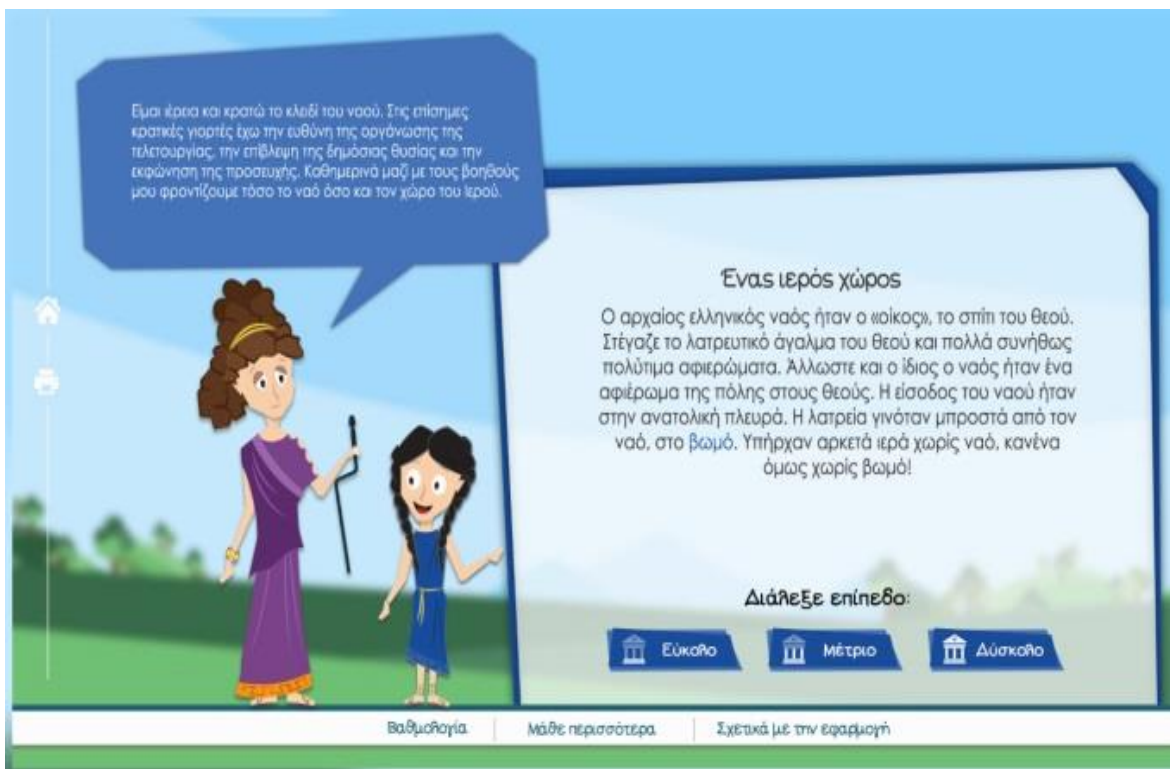 Είμαι ιέρεια και κρατώ το κλειδί του ναού. Στις επίσημες
κρατικές γιορτές έχω την ευθύνη της οργάνωσης της
τελετουργίας, την επίβλεψη της δημόσιας θυσίας και την
εκφώνηση της προσευχής. Καθημερινά μαζί με τους βοηθούς
μου φροντίζουμε τόσο το ναό όσο και τον χώρο του Ιερού.
Ένας ιερός χώρος
Ο αρχαίος ελληνικός ναός ήταν ο «οίκος», το σπίτι του θεού.
Στέγαζε το λατρευτικό άγαλμα του θεού και πολλά συνήθως
πολύτιμα αφιερώματα. Άλλωστε και ο ίδιος ο ναός ήταν ένα
αφιέρωμα της πόλης στους θεούς. Η είσοδος του ναού ήταν
στην ανατολική πλευρά. Η λατρεία γινόταν μπροστά από τον
ναό, στο βωμό. Υπήρχαν αρκετά ιερά χωρίς ναό, κανένα
όμως χωρίς βωμό!
Διάλεξε επίπεδο:
Εύκολο Μέτριο Δύσκολο
Βαθμολογία Μάθε περισσότερα Σχετικά με την εφαρμογή